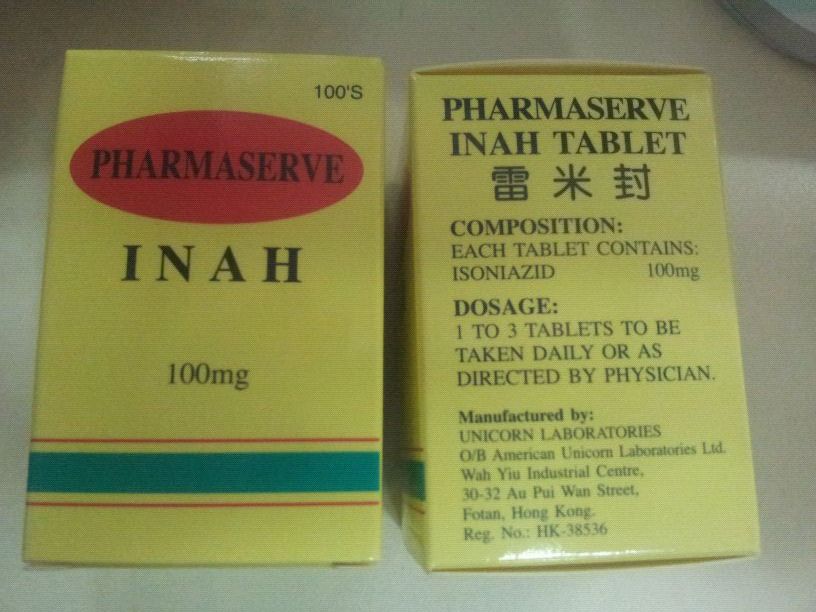 100'S
PHARMASERVE
INAH
100mg
PHARMASERVE
INAH TABLET
雷米封
COMPOSITION:
EACH TABLET CONTAINS:
ISONIAZID 100mg
DOSAGE:
1 TO 3 TABLETS TO BE
TAKEN DAILY OR AS
DIRECTED BY PHYSICIAN.
Manufactured by:
UNICORN LABORATORIES
O/B American Unicorn Laboratories Ltd.
Wah Yiu Industrial Centre,
30-32 Au Pui Wan Street,
Fotan, Hong Kong.
Reg. No.: HK-38536